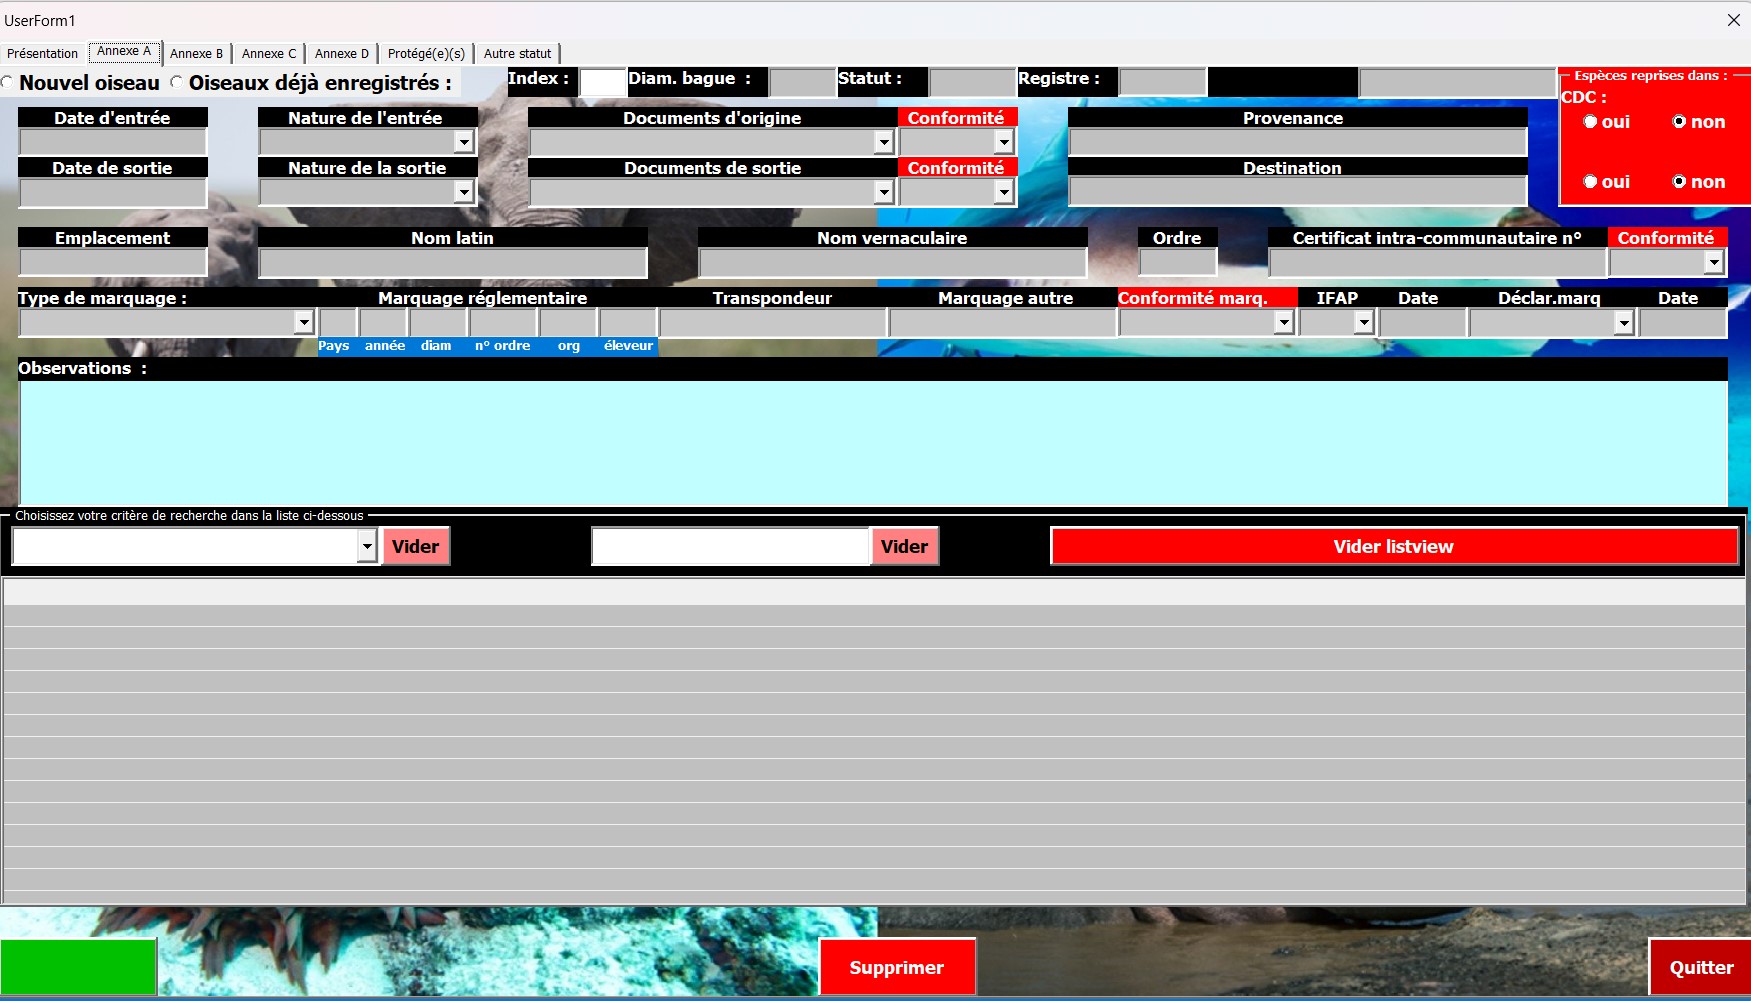 UserForm1
Présentation Annexe A Annexe B Annexe C Annexe D Protégé(e)(s) Autre statut
Nouvel oiseau Oiseaux déjà enregistrés : Index : Diam. bague : Statut : Registre : Espèces reprises dans :
CDC :
Date d'entrée Nature de l'entrée Documents d'origine Conformité Provenance
oui non
Date de sortie Nature de la sortie Documents de sortie Conformité Destination
oui non
Emplacement Nom latin Nom vernaculaire Ordre Certificat intra-communautaire n° Conformité
Type de marquage : Marquage réglementaire Transpondeur Marquage autre Conformité marq. IFAP Date Déclar.marq Date
Pays année diam n° ordre org éleveur
Observations :
Choisissez votre critère de recherche dans la liste ci-dessous
Vider Vider Vider listview
Supprimer Quitter